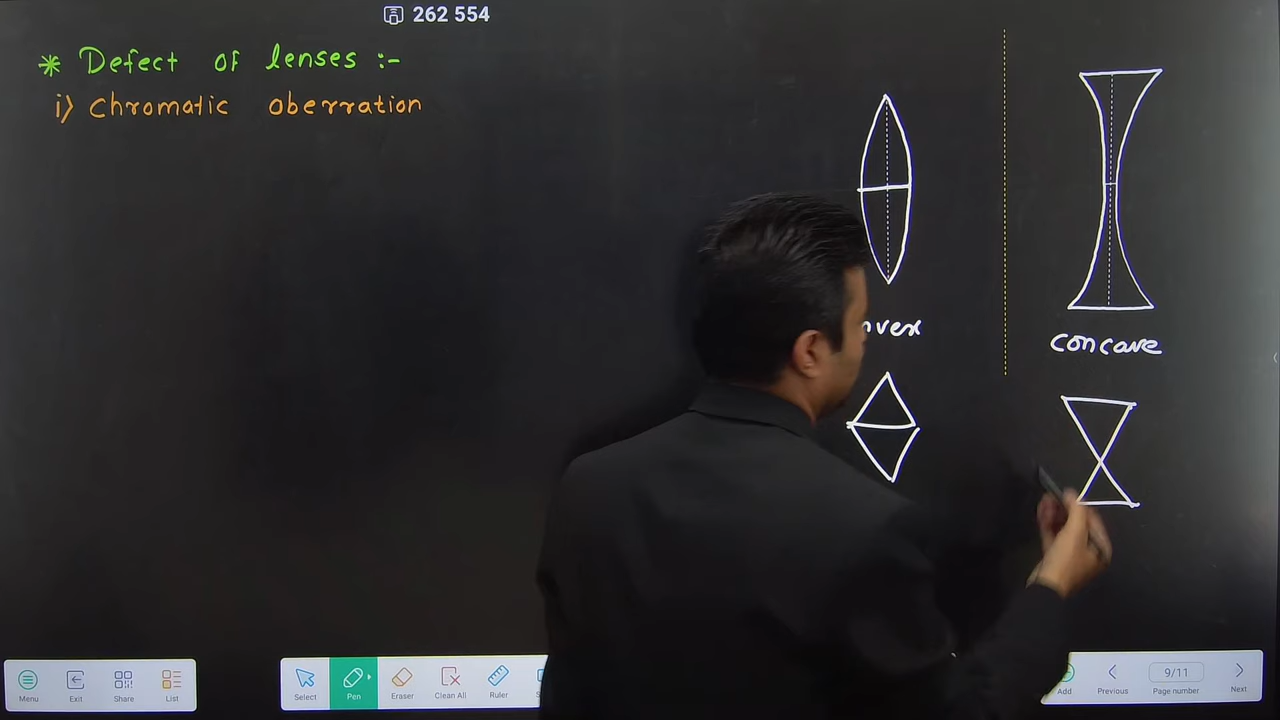 262 554
* Defect of lenses :-
i) chromatic oberration
concave
Menu
Exit
Share
List
Select
Pen
Eraser
Clean All
Ruler
Add
Previous
9/11
Page number
Next